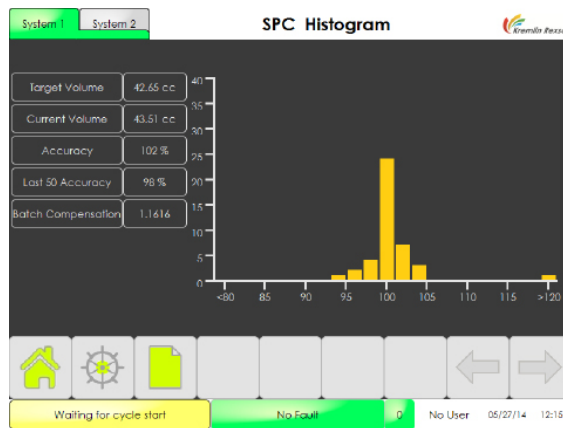 System 1 System 2 SPC Histogram Kremlin Rexso
Target Volume 42.65 cc
Current Volume 43.51 cc
Accuracy 102 %
Last 50 Accuracy 98 %
Batch Compensation 1.1616
40
35
30
25
20
15
10
5
0
<80 85 90 95 100 105 110 115 >120
Waiting for cycle start No Fault 0 No User 05/27/14 12:15